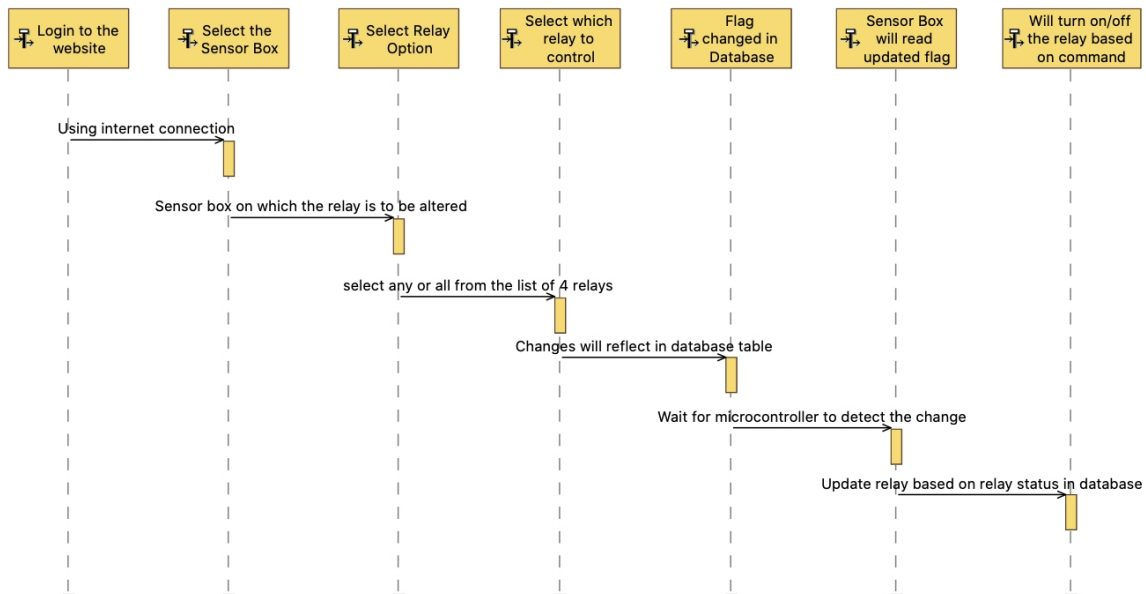 Login to the
website
Select the
Sensor Box
Select Relay
Option
Select which
relay to
control
Flag
changed in
Database
Sensor Box
will read
updated flag
Will turn on/off
the relay based
on command
Using internet connection
Sensor box on which the relay is to be altered
select any or all from the list of 4 relays
Changes will reflect in database table
Wait for microcontroller to detect the change
Update relay based on relay status in database